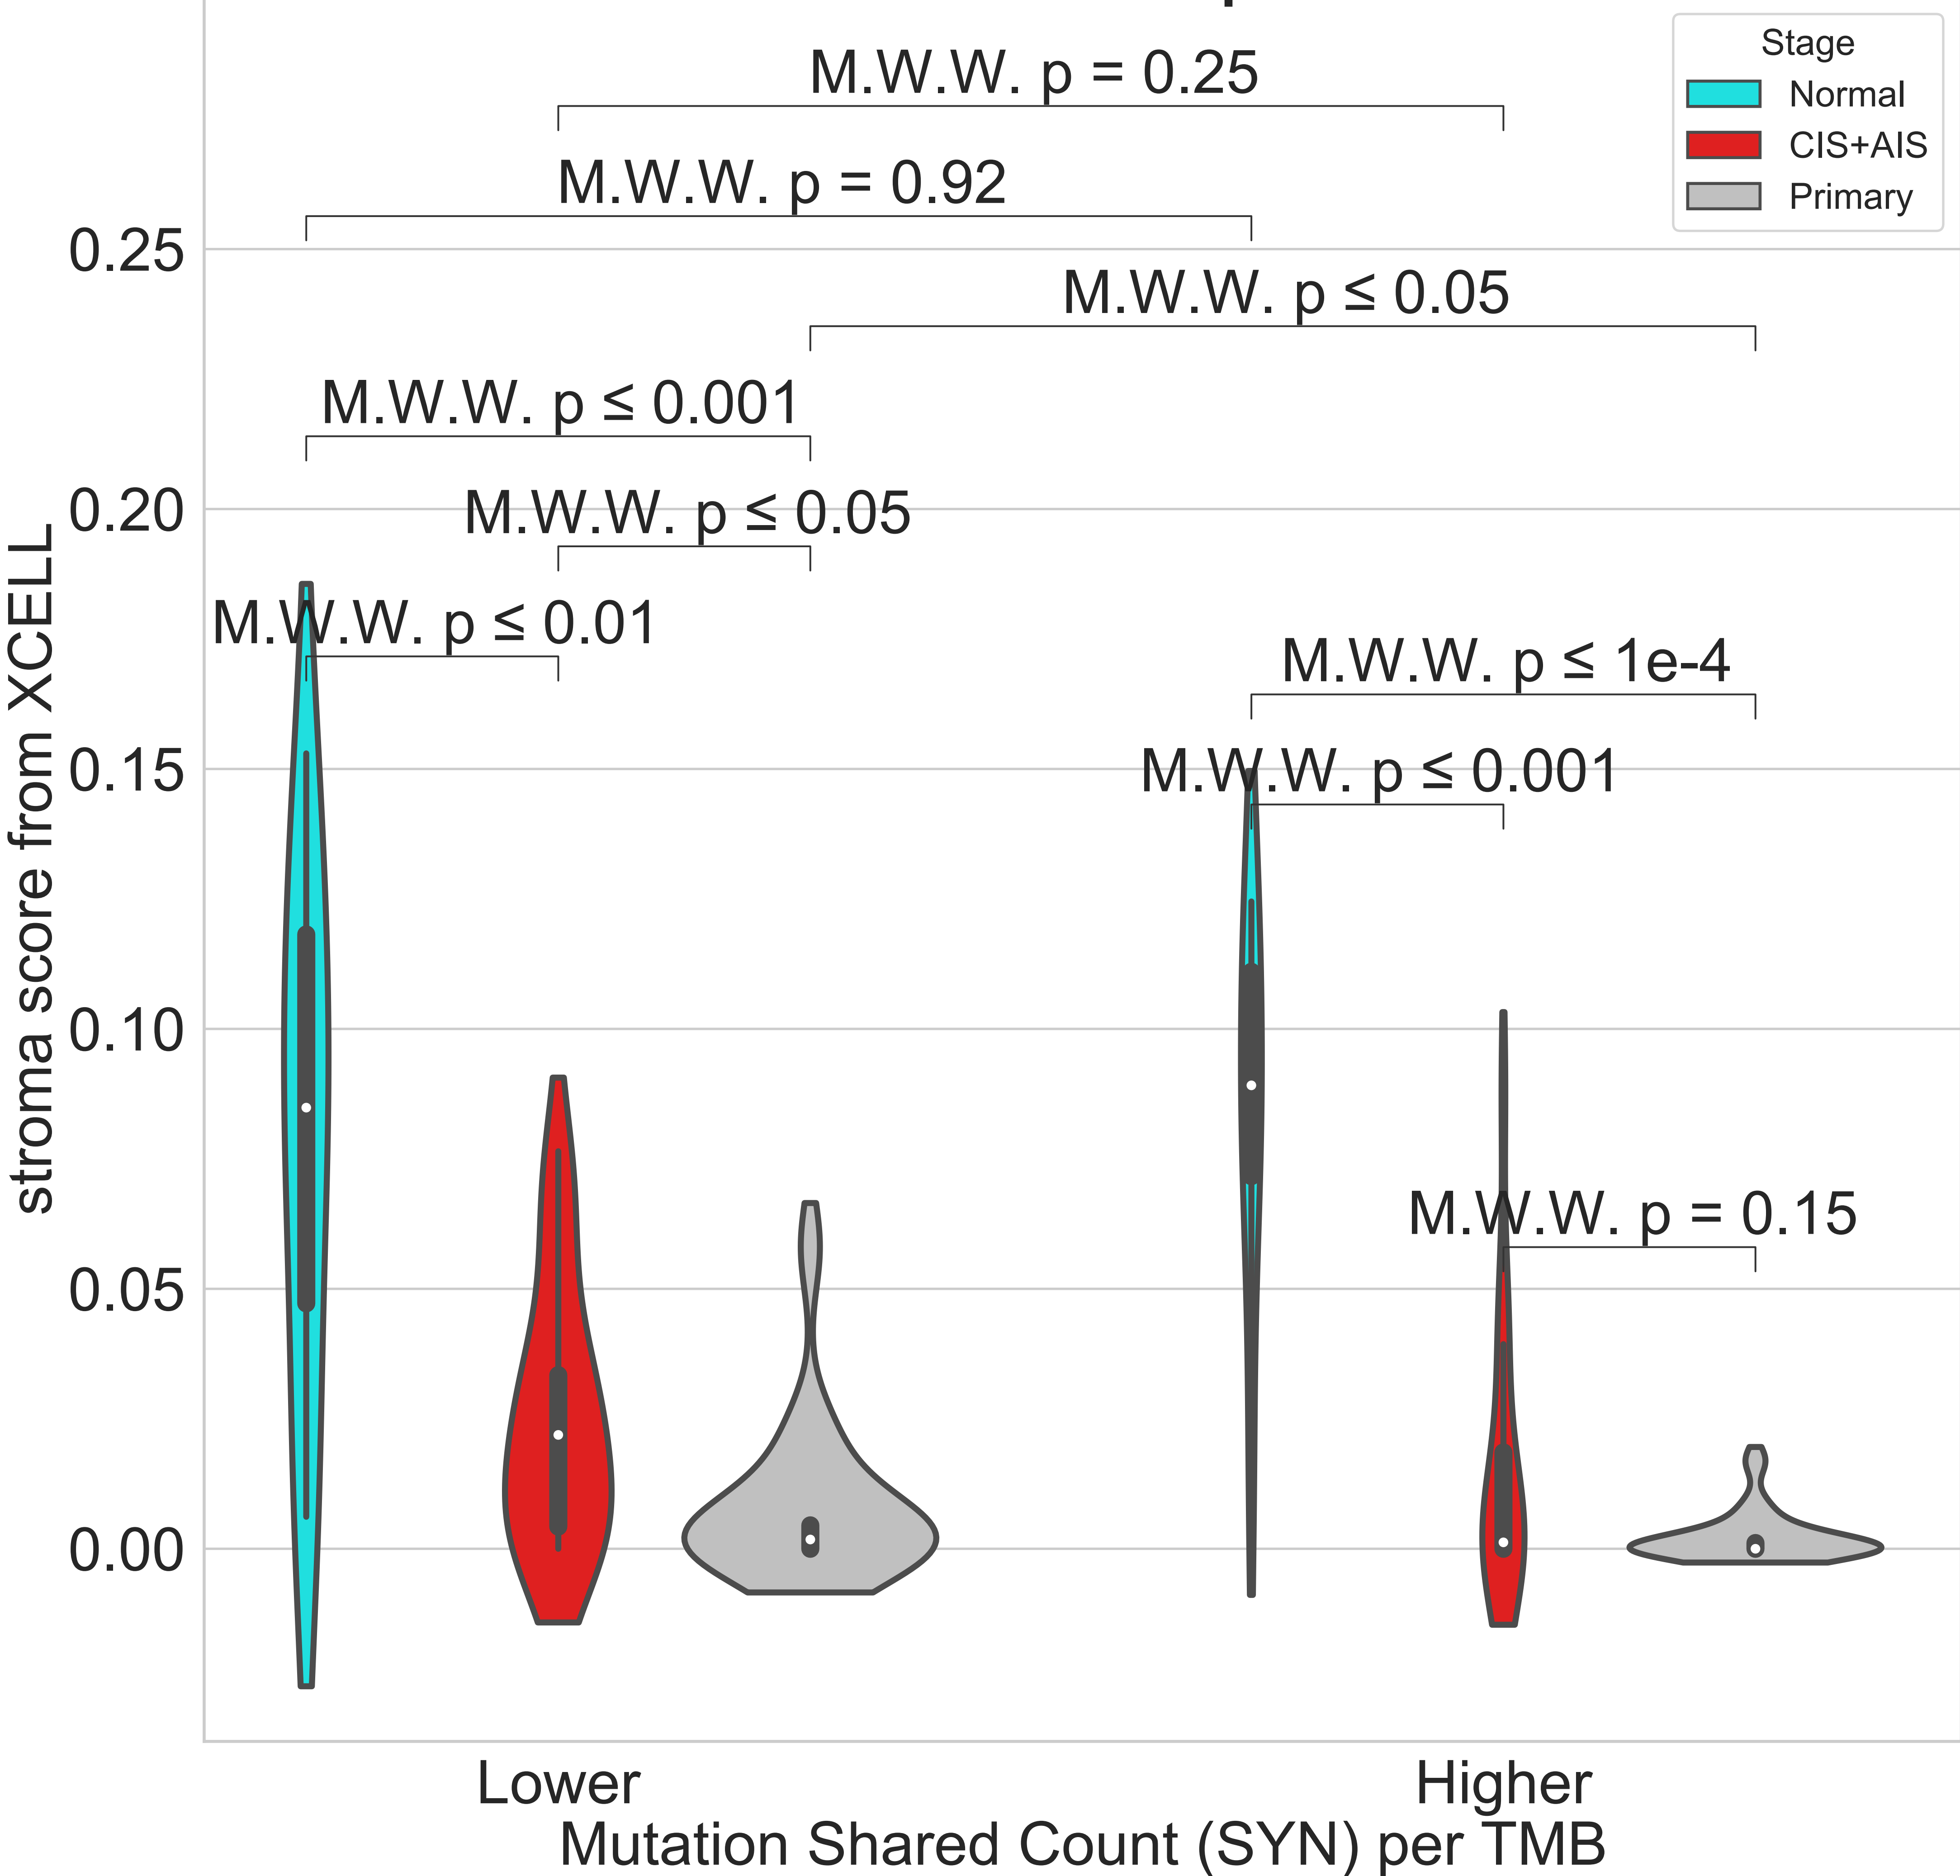 Stage
Normal
CIS+AIS
Primary
M.W.W. p = 0.25
M.W.W. p = 0.92
M.W.W. p ≤ 0.05
M.W.W. p ≤ 0.001
M.W.W. p ≤ 0.05
M.W.W. p ≤ 0.01
M.W.W. p ≤ 1e-4
M.W.W. p ≤ 0.001
M.W.W. p = 0.15
stroma score from XCELL
0.25
0.20
0.15
0.10
0.05
0.00
Lower
Higher
Mutation Shared Count (SYN) per TMB